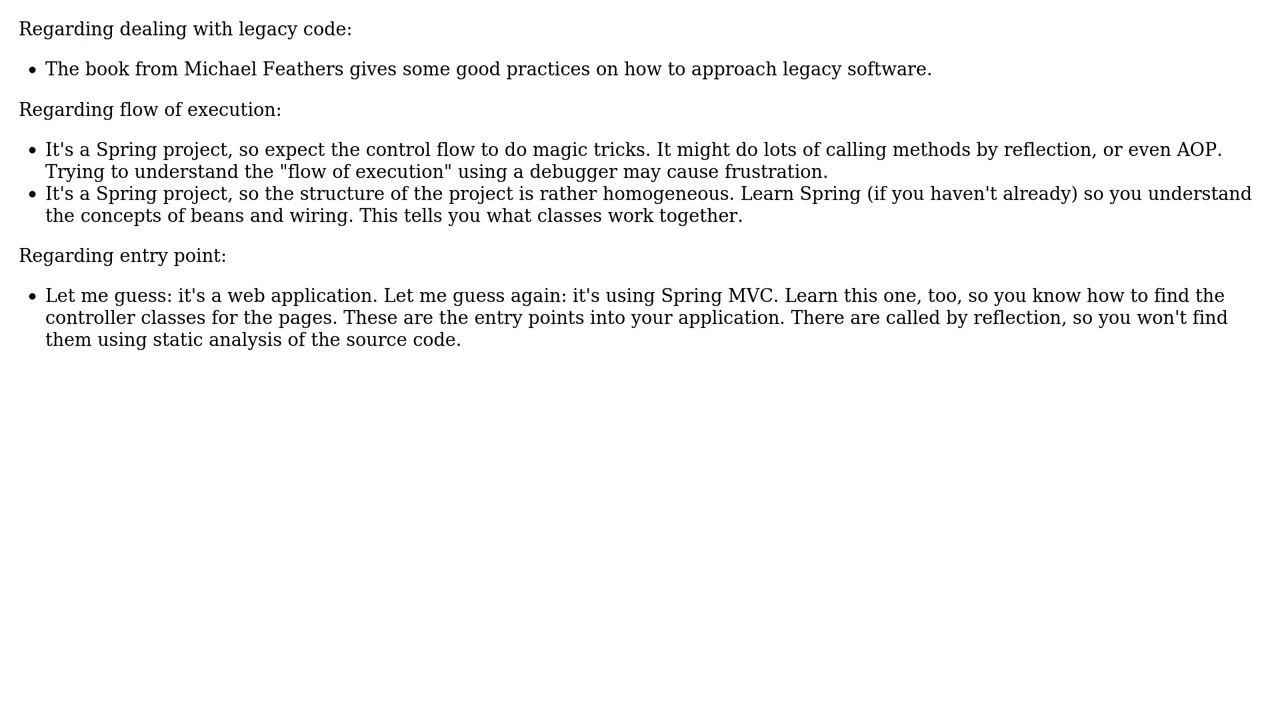 Regarding dealing with legacy code:
• The book from Michael Feathers gives some good practices on how to approach legacy software.
Regarding flow of execution:
• It's a Spring project, so expect the control flow to do magic tricks. It might do lots of calling methods by reflection, or even AOP.
Trying to understand the "flow of execution" using a debugger may cause frustration.
• It's a Spring project, so the structure of the project is rather homogeneous. Learn Spring (if you haven't already) so you understand
the concepts of beans and wiring. This tells you what classes work together.
Regarding entry point:
• Let me guess: it's a web application. Let me guess again: it's using Spring MVC. Learn this one, too, so you know how to find the
controller classes for the pages. These are the entry points into your application. There are called by reflection, so you won't find
them using static analysis of the source code.